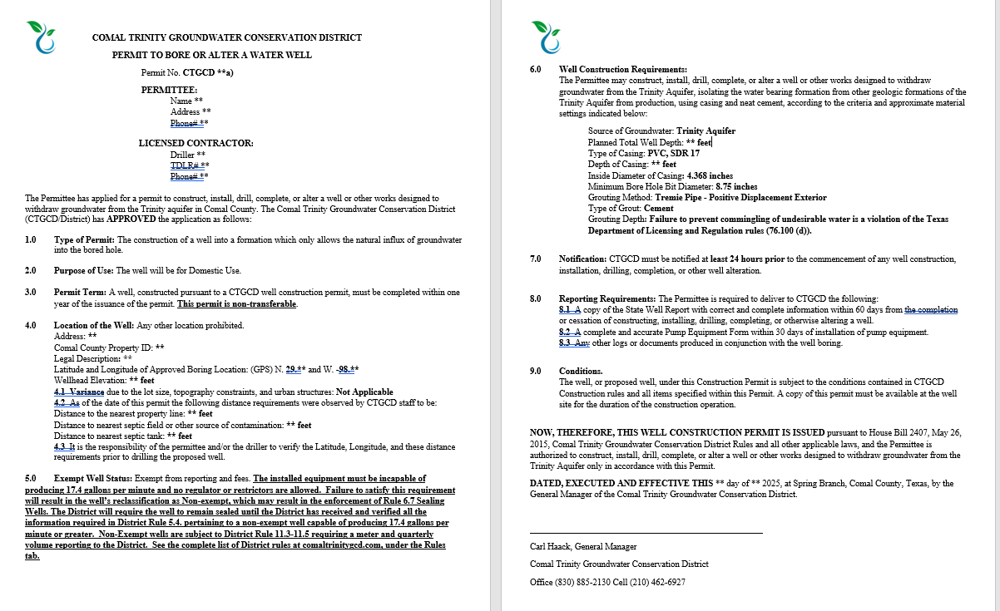 COMAL TRINITY GROUNDWATER CONSERVATION DISTRICT
PERMIT TO BORE OR ALTER A WATER WELL
Permit No. CTGCD **a)
PERMITTEE:
Name **
Address **
Phone# **
LICENSED CONTRACTOR:
Driller **
TDLR# **
Phone# **
The Permittee has applied for a permit to construct, install, drill, complete, or alter a well or other works designed to
withdraw groundwater from the Trinity aquifer in Comal County. The Comal Trinity Groundwater Conservation District
(CTGCD/District) has APPROVED the application as follows:
1.0 Type of Permit: The construction of a well into a formation which only allows the natural influx of groundwater
into the bored hole.
2.0 Purpose of Use: The well will be for Domestic Use.
3.0 Permit Term: A well, constructed pursuant to a CTGCD well construction permit, must be completed within one
year of the issuance of the permit. This permit is non-transferable.
4.0 Location of the Well: Any other location prohibited.
Address: **
Comal County Property ID: **
Legal Description: **
Latitude and Longitude of Approved Boring Location: (GPS) N. 29.** and W. -98.**
Wellhead Elevation: ** feet
4.1 Variance due to the lot size, topography constraints, and urban structures: Not Applicable
4.2 As of the date of this permit the following distance requirements were observed by CTGCD staff to be:
Distance to the nearest property line: ** feet
Distance to nearest septic field or other source of contamination: ** feet
Distance to nearest septic tank: ** feet
4.3 It is the responsibility of the permittee and/or the driller to verify the Latitude, Longitude, and these distance
requirements prior to drilling the proposed well.
5.0 Exempt Well Status: Exempt from reporting and fees. The installed equipment must be incapable of
producing 17.4 gallons per minute and no regulator or restrictors are allowed. Failure to satisfy this requirement
will result in the well's reclassification as Non-exempt, which may result in the enforcement of Rule 6.7 Sealing
Wells. The District will require the well to remain sealed until the District has received and verified all the
information required in District Rule 5.4. pertaining to a non-exempt well capable of producing 17.4 gallons per
minute or greater. Non-Exempt wells are subject to District Rule 11.3-11.5 requiring a meter and quarterly
volume reporting to the District. See the complete list of District rules at comaltrinitygcd.com, under the Rules
tab.
6.0 Well Construction Requirements:
The Permittee may construct, install, drill, complete, or alter a well or other works designed to withdraw
groundwater from the Trinity Aquifer, isolating the water bearing formation from other geologic formations of the
Trinity Aquifer from production, using casing and neat cement, according to the criteria and approximate material
settings indicated below:
Source of Groundwater: Trinity Aquifer
Planned Total Well Depth: ** feet
Type of Casing: PVC, SDR 17
Depth of Casing: ** feet
Inside Diameter of Casing: 4.368 inches
Minimum Bore Hole Bit Diameter: 8.75 inches
Grouting Method: Tremie Pipe - Positive Displacement Exterior
Type of Grout: Cement
Grouting Depth: Failure to prevent commingling of undesirable water is a violation of the Texas
Department of Licensing and Regulation rules (76.100 (d)).
7.0 Notification: CTGCD must be notified at least 24 hours prior to the commencement of any well construction,
installation, drilling, completion, or other well alteration.
8.0 Reporting Requirements: The Permittee is required to deliver to CTGCD the following:
8.1 A copy of the State Well Report with correct and complete information within 60 days from the completion
or cessation of constructing, installing, drilling, completing, or otherwise altering a well.
8.2 A complete and accurate Pump Equipment Form within 30 days of installation of pump equipment.
8.3 Any other logs or documents produced in conjunction with the well boring.
9.0 Conditions.
The well, or proposed well, under this Construction Permit is subject to the conditions contained in CTGCD
Construction rules and all items specified within this Permit. A copy of this permit must be available at the well
site for the duration of the construction operation.
NOW, THEREFORE, THIS WELL CONSTRUCTION PERMIT IS ISSUED pursuant to House Bill 2407, May 26,
2015, Comal Trinity Groundwater Conservation District Rules and all other applicable laws, and the Permittee is
authorized to construct, install, drill, complete, or alter a well or other works designed to withdraw groundwater from the
Trinity Aquifer only in accordance with this Permit.
DATED, EXECUTED AND EFFECTIVE THIS ** day of ** 2025, at Spring Branch, Comal County, Texas, by the
General Manager of the Comal Trinity Groundwater Conservation District.
Carl Haack, General Manager
Comal Trinity Groundwater Conservation District
Office (830) 885-2130 Cell (210) 462-6927